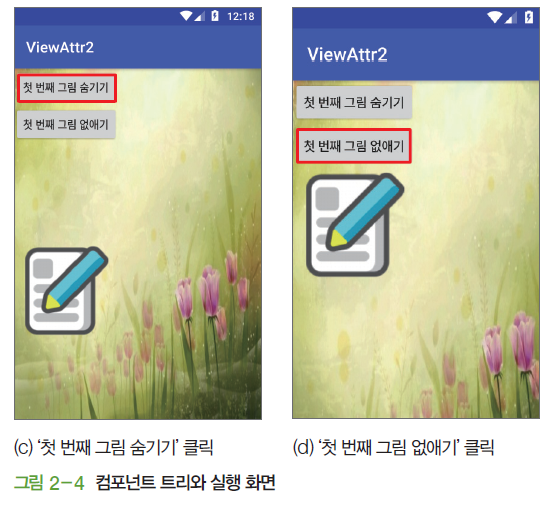 12:18
ViewAttr2
ViewAttr2
첫 번째 그림 숨기기
첫 번째 그림 숨기기
첫 번째 그림 없애기
첫 번째 그림 없애기
(c) ‘첫 번째 그림 숨기기’ 클릭
(d) ‘첫 번째 그림 없애기’ 클릭
그림 2-4 컴포넌트 트리와 실행 화면